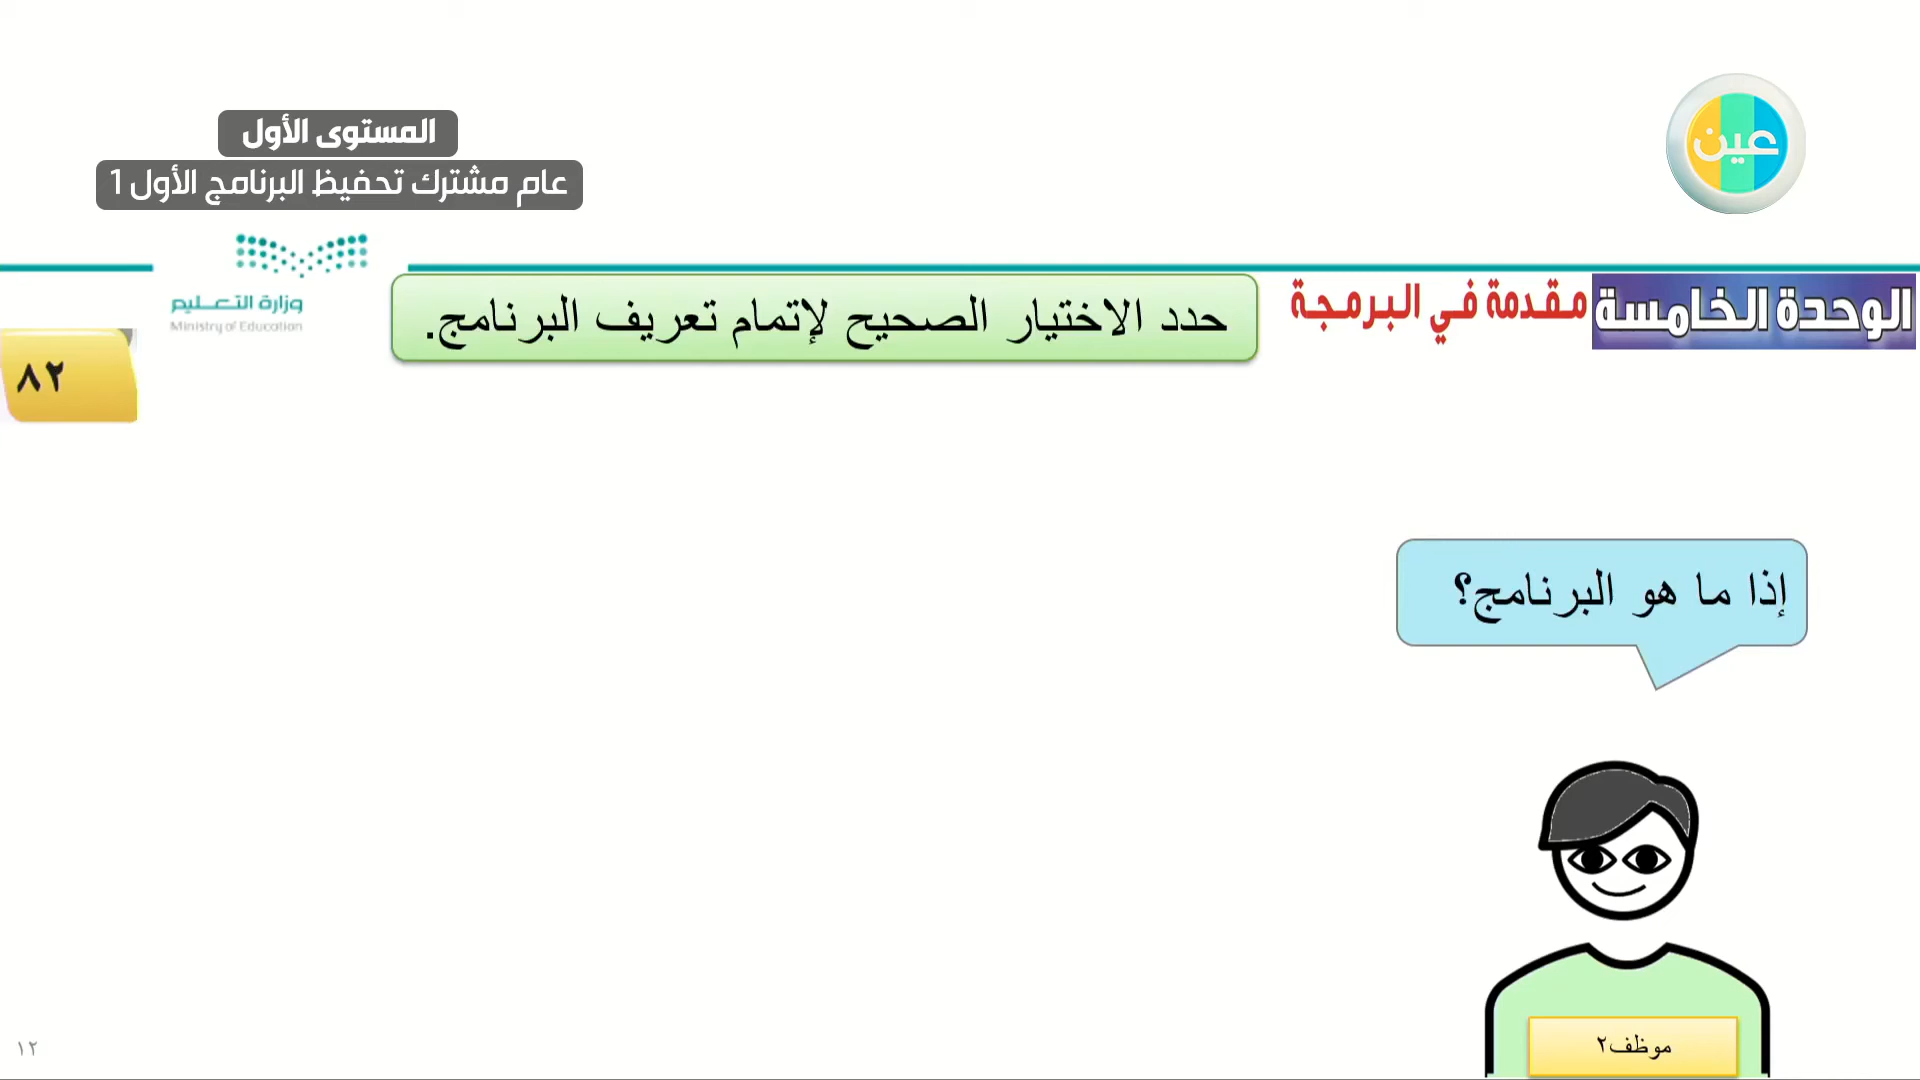 المستوى الأول
عام مشترك تحفيظ البرنامج الأول 1
عين
وزارة التعليم
Ministry of Education
الوحدة الخامسة
مقدمة في البرمجة
حدد الاختيار الصحيح لإتمام تعريف البرنامج.
٨٢
إذا ما هو البرنامج؟
موظف٢
١٢